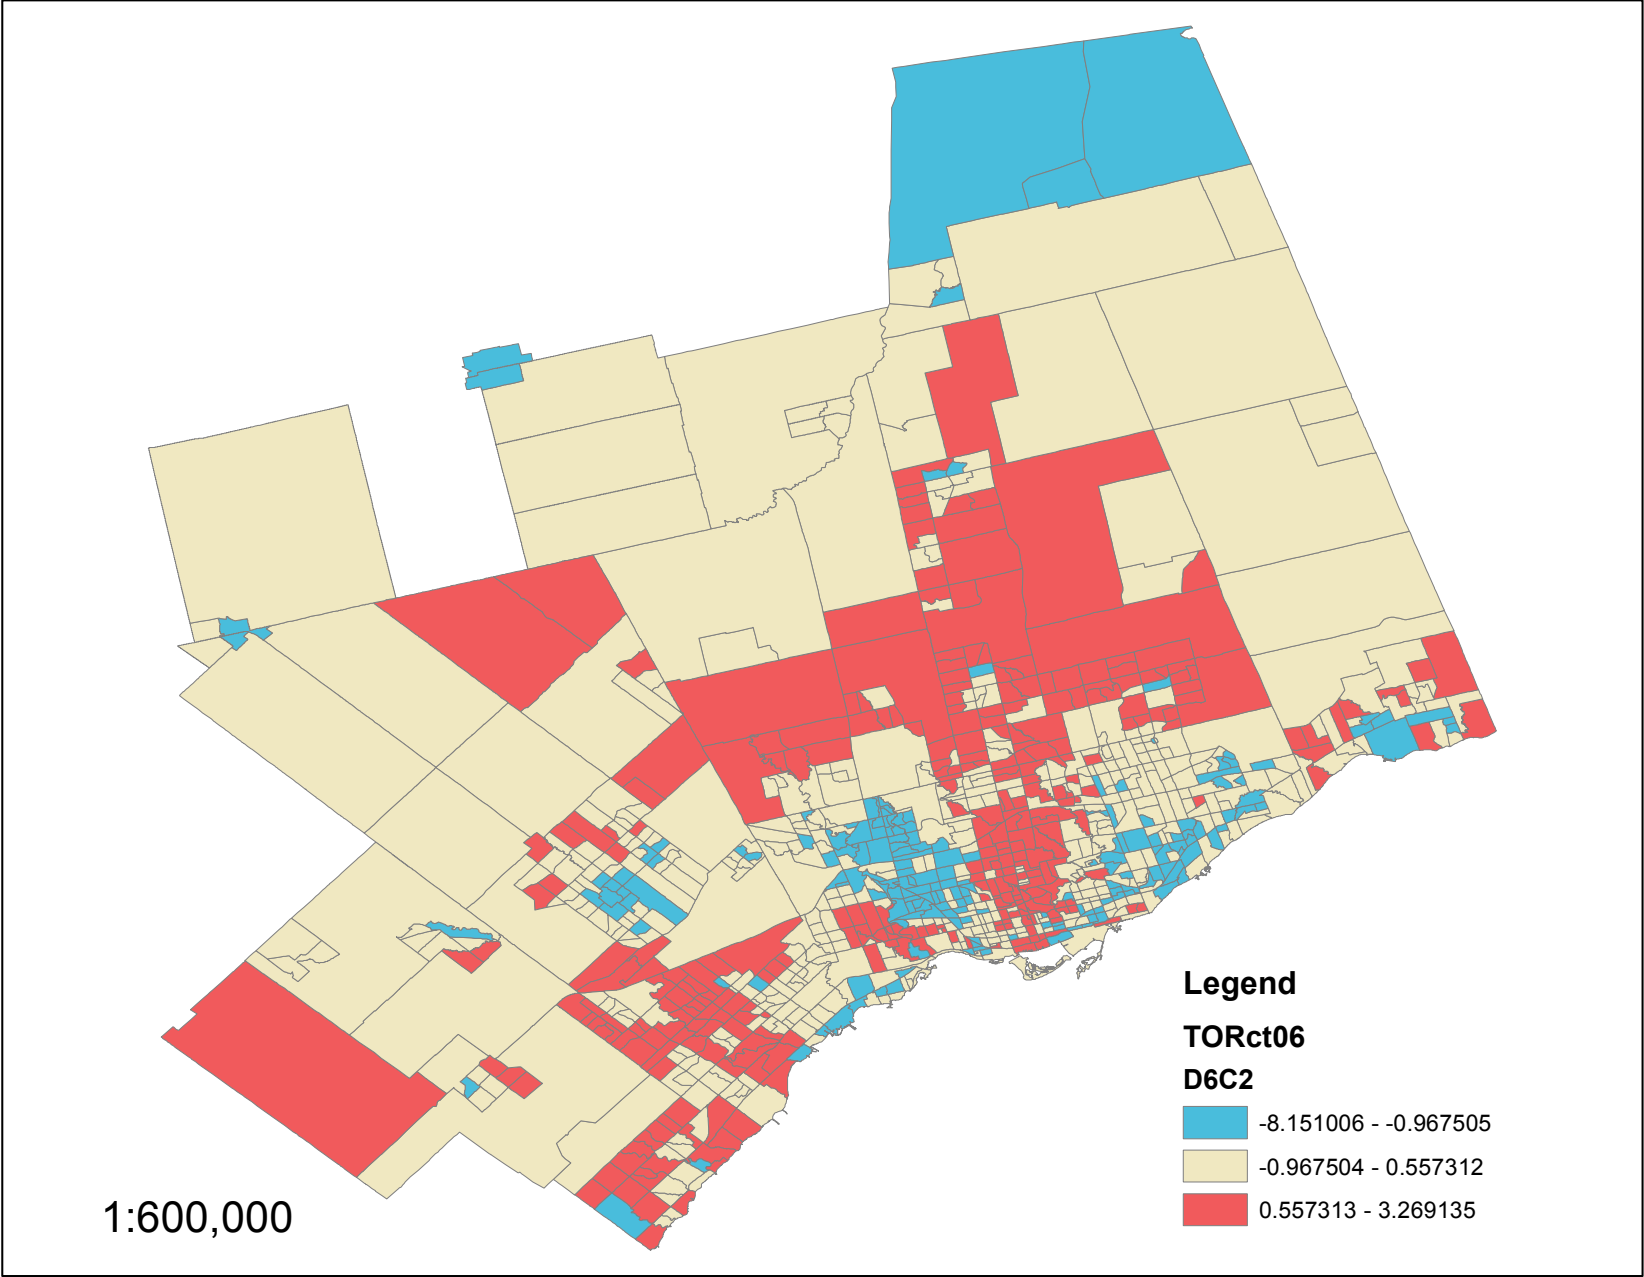 Legend
TORct06
D6C2
-8.151006 - -0.967505
-0.967504 - 0.557312
0.557313 - 3.269135
1:600,000